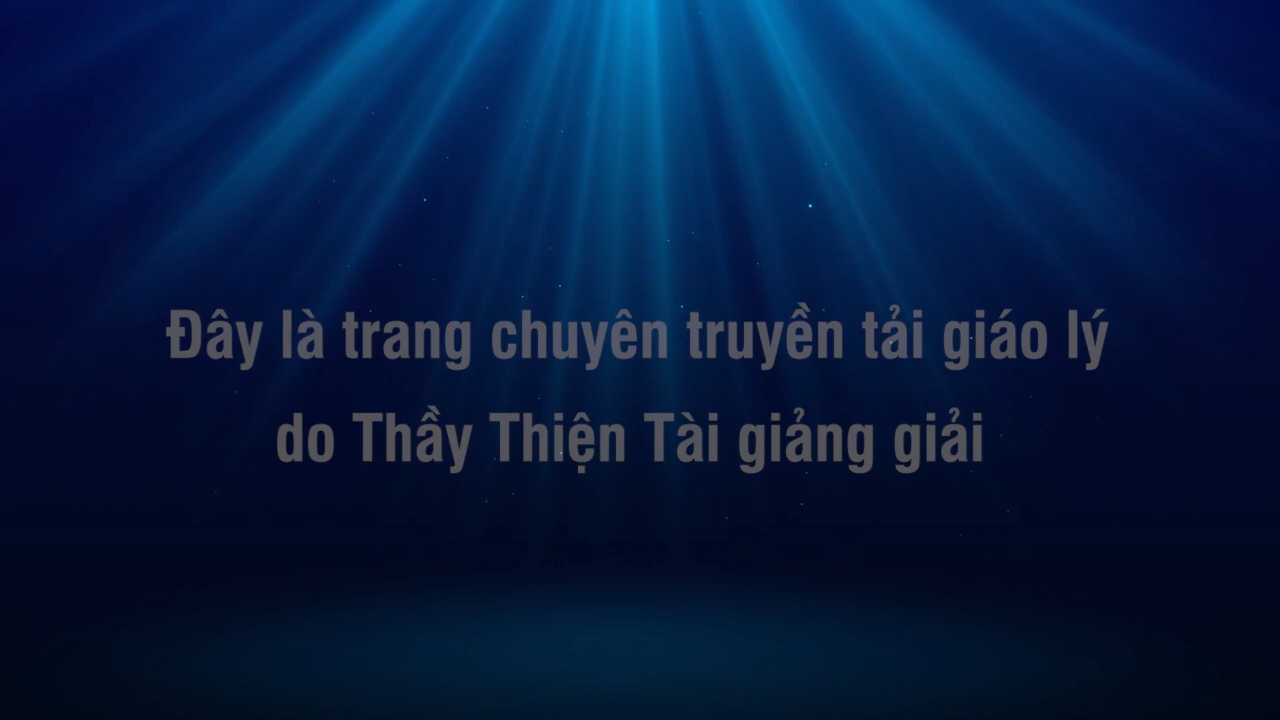 Đây là trang chuyên truyền tải giáo lý
do Thầy Thiện Tài giảng giải